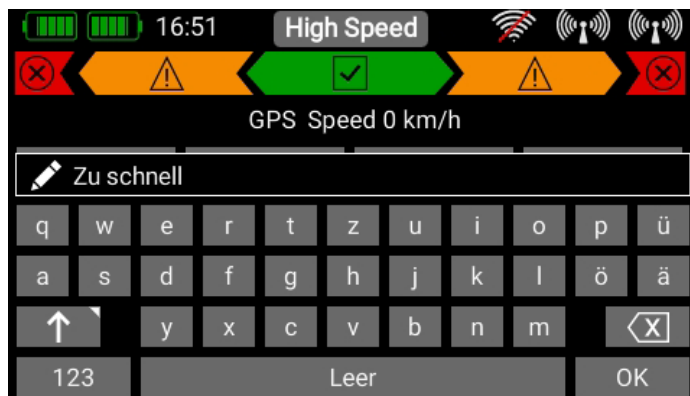 16:51 High Speed
GPS Speed 0 km/h
Zu schnell
q w e r t z u i o p ü
a s d f g h j k l ö ä
y x c v b n m X
123 Leer OK